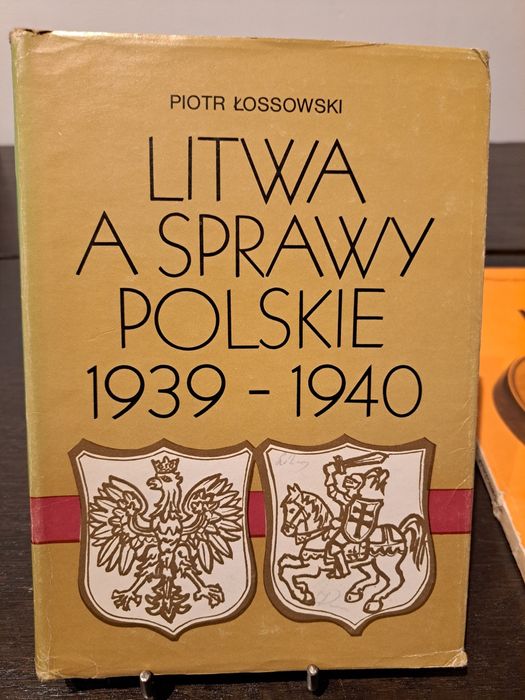 PIOTR ŁOSSOWSKI
LITWA
A SPRAWY
POLSKIE
1939 - 1940